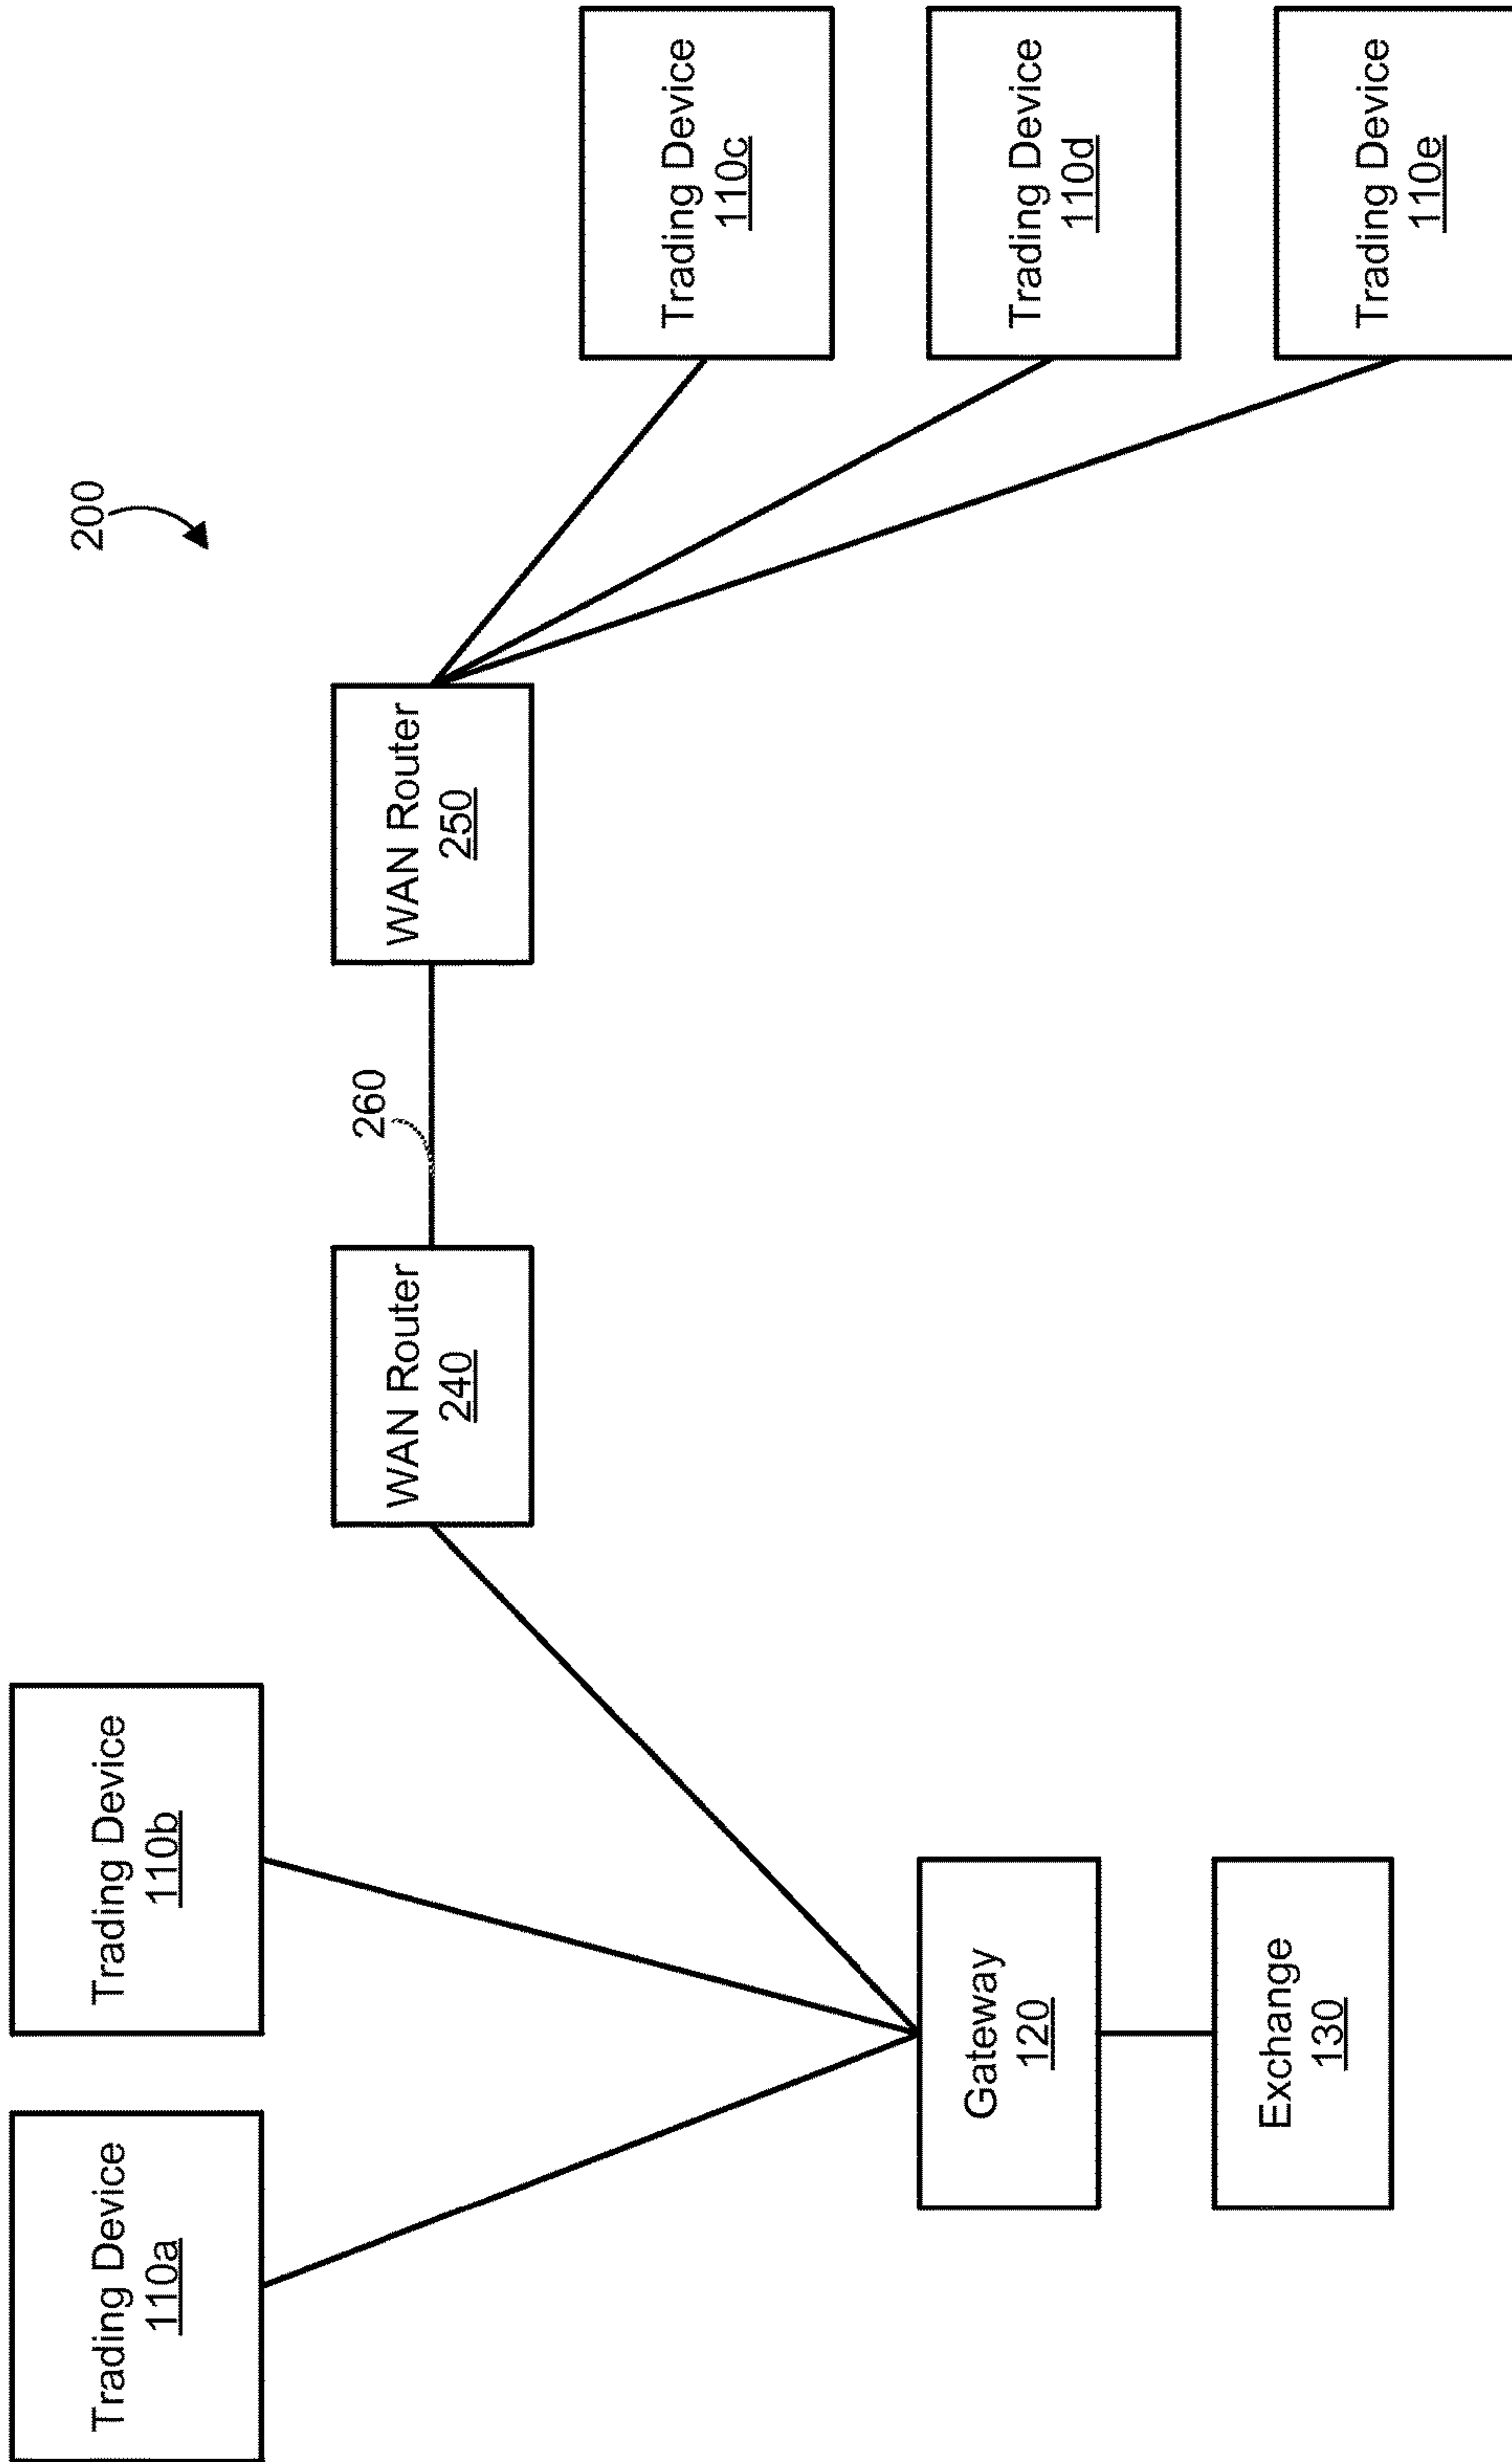 200
Trading Device
110a
Trading Device
110b
WAN Router
240
260
WAN Router
250
Trading Device
110c
Trading Device
110d
Trading Device
110e
Gateway
120
Exchange
130